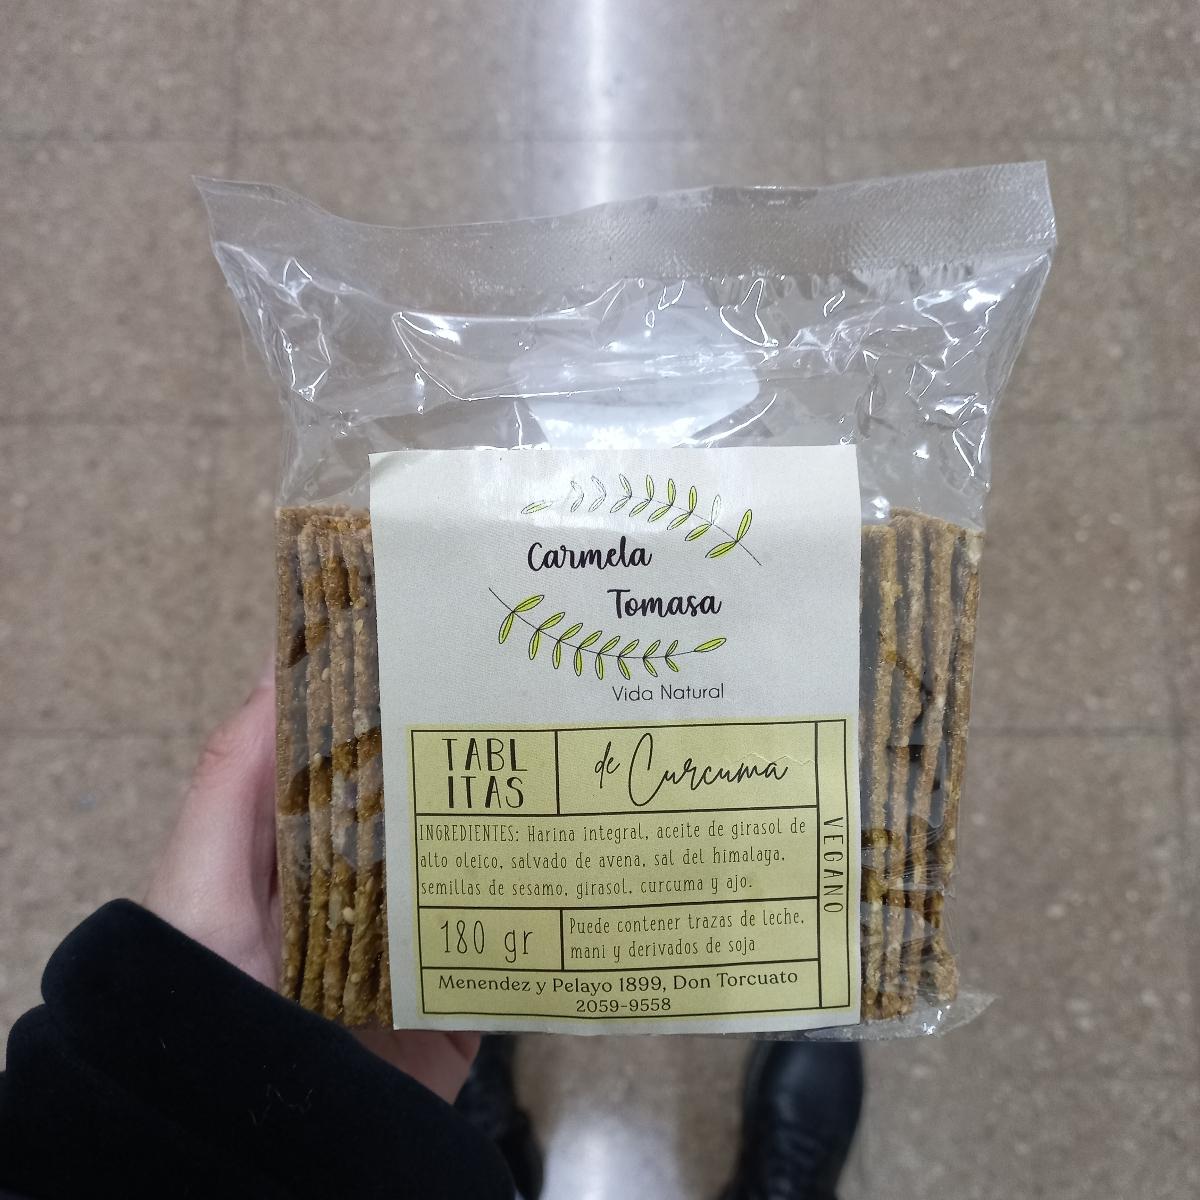 Carmela
Tomasa
Vida Natural
TABL
ITAS
de Curcuma
INGREDIENTES: Harina integral, aceite de girasol de
alto oleico, salvado de avena, sal del himalaya,
semillas de sesamo, girasol, curcuma y ajo.
VEGANO
180 gr
Puede contener trazas de leche,
mani y derivados de soja
Menendez y Pelayo 1899, Don Torcuato
2059-9558